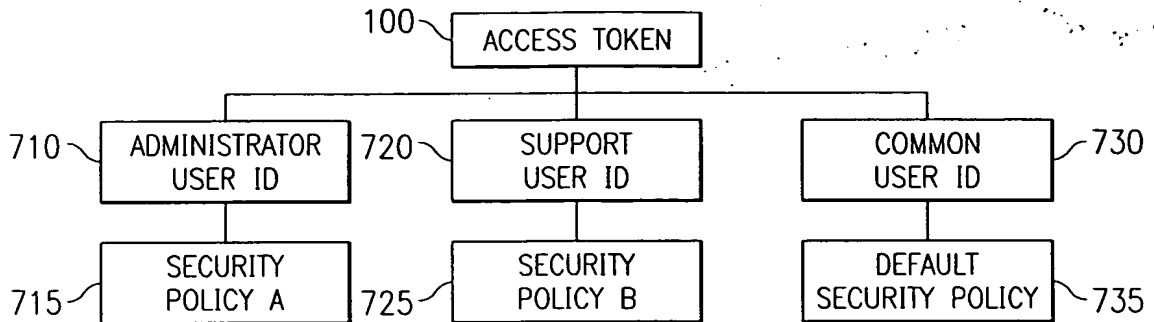 100
ACCESS TOKEN
710
ADMINISTRATOR
USER ID
720
SUPPORT
USER ID
COMMON
USER ID
730
715
SECURITY
POLICY A
725
SECURITY
POLICY B
DEFAULT
SECURITY POLICY
735